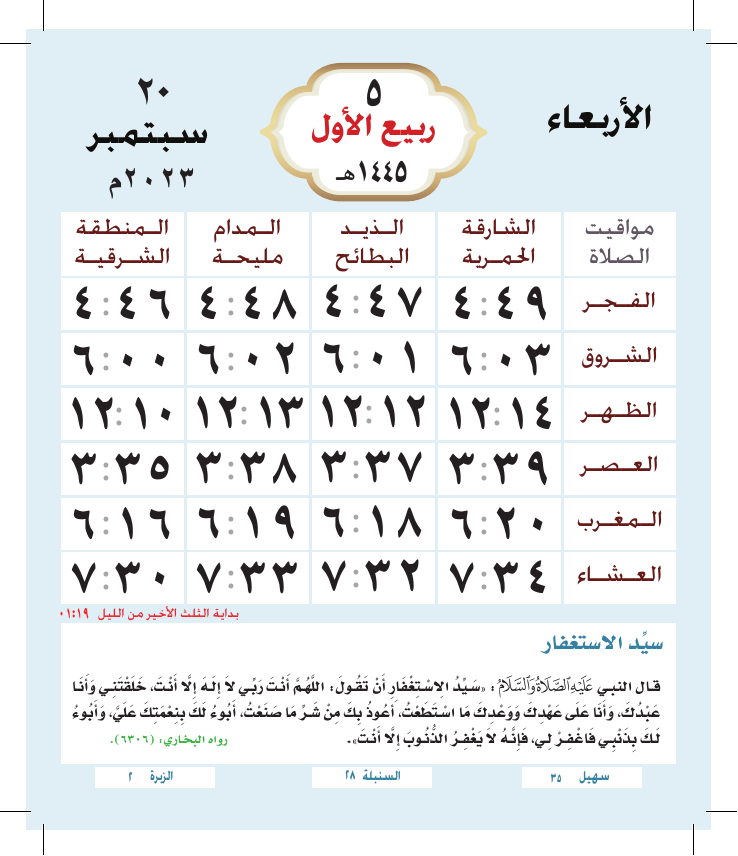 الأربعاء
٥
ربيع الأول
١٤٤٥هـ
٢٠
سبتمبر
٢٠٢٣م
مواقيت الصلاة
الشارقة الحمرية
الذيد البطائح
المدام مليحة
المنطقة الشرقية
الفجر ٤:٤٩ ٤:٤٧ ٤:٤٨ ٤:٤٦
الشروق ٦:٠٣ ٦:٠١ ٦:٠٢ ٦:٠٠
الظهر ١٢:١٤ ١٢:١٢ ١٢:١٣ ١٢:١٠
العصر ٣:٣٩ ٣:٣٧ ٣:٣٨ ٣:٣٥
المغرب ٦:٢٠ ٦:١٨ ٦:١٩ ٦:١٦
العشاء ٧:٣٤ ٧:٣٢ ٧:٣٣ ٧:٣٠
بداية الثلث الأخير من الليل ٠١:١٩
سيِّد الاستغفار
قال النبي عَلَيْهِ الصَّلَاةُ وَالسَّلَامُ : «سَيِّدُ الِاسْتِغْفَارِ أَنْ تَقُولَ: اللَّهُمَّ أَنْتَ رَبِّي لاَ إِلَهَ إِلَّا أَنْتَ، خَلَقْتَنِي وَأَنَا
عَبْدُكَ، وَأَنَا عَلَى عَهْدِكَ وَوَعْدِكَ مَا اسْتَطَعْتُ، أَعُوذُ بِكَ مِنْ شَرِّ مَا صَنَعْتُ، أَبُوءُ لَكَ بِنِعْمَتِكَ عَلَيَّ، وَأَبُوءُ
لَكَ بِذَنْبِي فَاغْفِرْ لِي، فَإِنَّهُ لاَ يَغْفِرُ الذُّنُوبَ إِلَّا أَنْتَ». رواه البخاري، (٦٣٠٦).
سهيل ٣٥
السنبلة ٢٨
الزبرة ٢